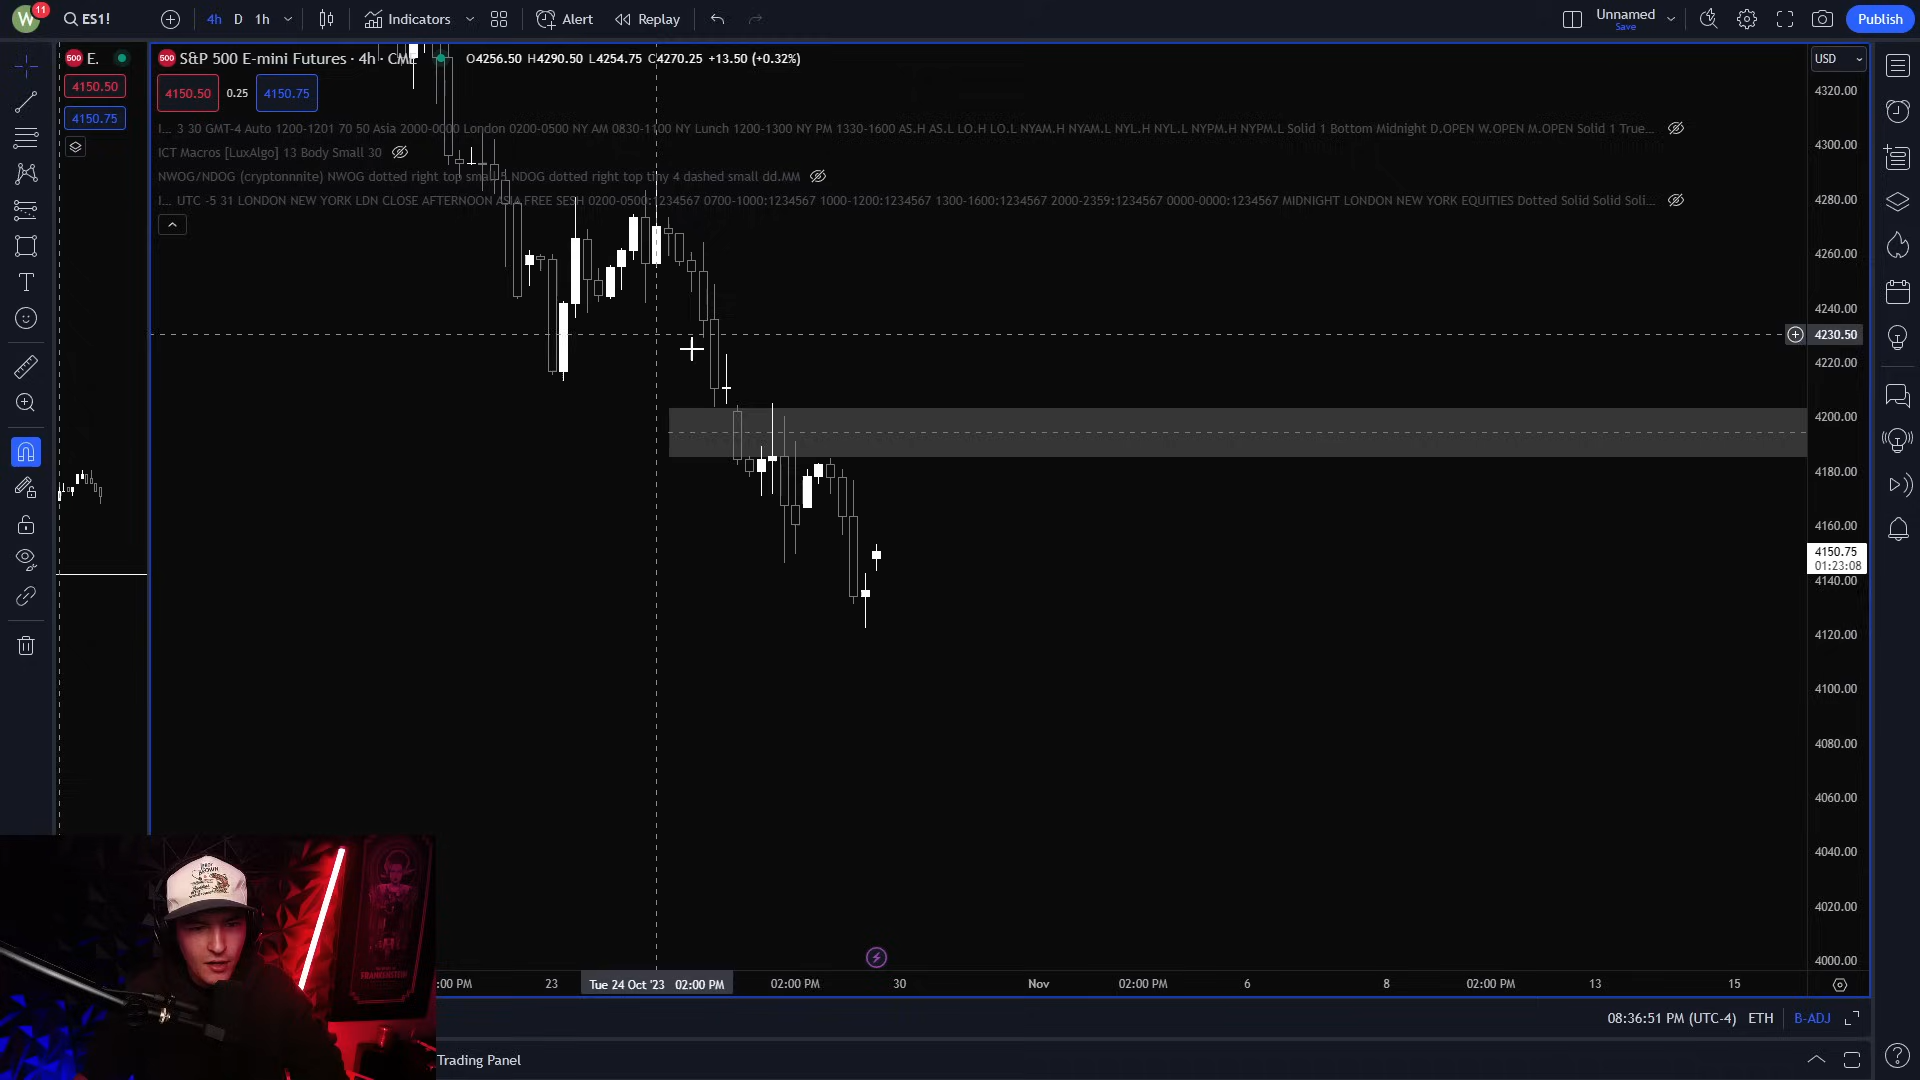 W 11 ES1! 4h D 1h Indicators Alert Replay Unnamed Save Publish
500 E.
4150.50
4150.75
500 S&P 500 E-mini Futures · 4h · CME O4256.50 H4290.50 L4254.75 C4270.25 +13.50 (+0.32%)
4150.50 0.25 4150.75
I... 3 30 GMT-4 Auto 1200-1201 70 50 Asia 2000-0000 London 0200-0500 NY AM 0830-1100 NY Lunch 1200-1300 NY PM 1330-1600 AS.H AS.L LO.H LO.L NYAM.H NYAM.L NYL.H NYL.L NYPM.H NYPM.L Solid 1 Bottom Midnight D.OPEN W.OPEN M.OPEN Solid 1 True...
ICT Macros [LuxAlgo] 13 Body Small 30
NWOG/NDOG (cryptonnnite) NWOG dotted right top small 5 NDOG dotted right top tiny 4 dashed small dd.MM
I... UTC -5 31 LONDON NEW YORK LDN CLOSE AFTERNOON ASIA FREE SESH 0200-0500:1234567 0700-1000:1234567 1000-1200:1234567 1300-1600:1234567 2000-2359:1234567 0000-0000:1234567 MIDNIGHT LONDON NEW YORK EQUITIES Dotted Solid Solid Soli...
USD
4320.00
4300.00
4280.00
4260.00
4240.00
4230.50
4220.00
4200.00
4180.00
4160.00
4150.75
01:23:08
4140.00
4120.00
4100.00
4080.00
4060.00
4040.00
4020.00
4000.00
:00 PM 23 Tue 24 Oct '23 02:00 PM 02:00 PM 30 Nov 02:00 PM 6 8 02:00 PM 13 15
08:36:51 PM (UTC-4) ETH B-ADJ
Trading Panel
FRANKENSTEIN